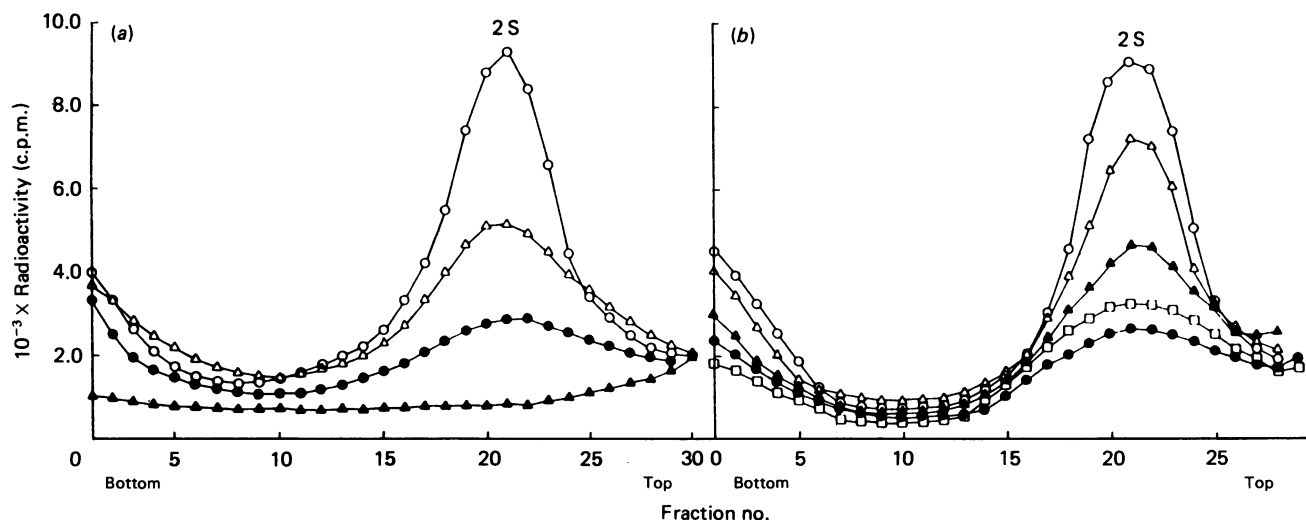 10.0
8.0
6.0
4.0
2.0
10⁻³ X Radioactivity (c.p.m.)
(a)
2 S
0 5 10 15 20 25 30
Bottom Top
(b)
2 S
0 5 10 15 20 25
Bottom Top
Fraction no.